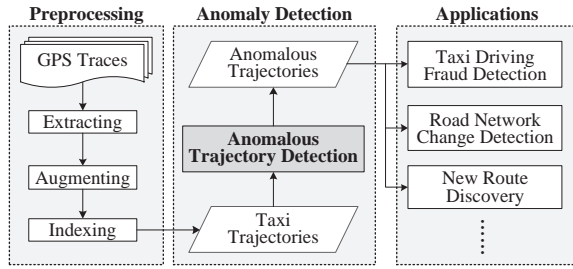 Preprocessing
GPS Traces
Extracting
Augmenting
Indexing
Anomaly Detection
Anomalous
Trajectories
Anomalous
Trajectory Detection
Taxi
Trajectories
Applications
Taxi Driving
Fraud Detection
Road Network
Change Detection
New Route
Discovery